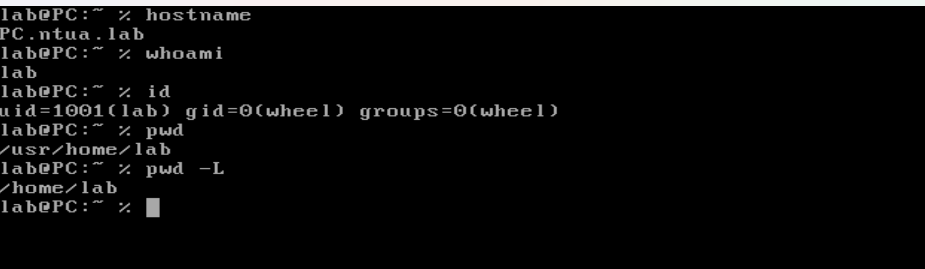 lab@PC:~ % hostname
PC.ntua.lab
lab@PC:~ % whoami
lab
lab@PC:~ % id
uid=1001(lab) gid=0(wheel) groups=0(wheel)
lab@PC:~ % pwd
/usr/home/lab
lab@PC:~ % pwd -L
/home/lab
lab@PC:~ %